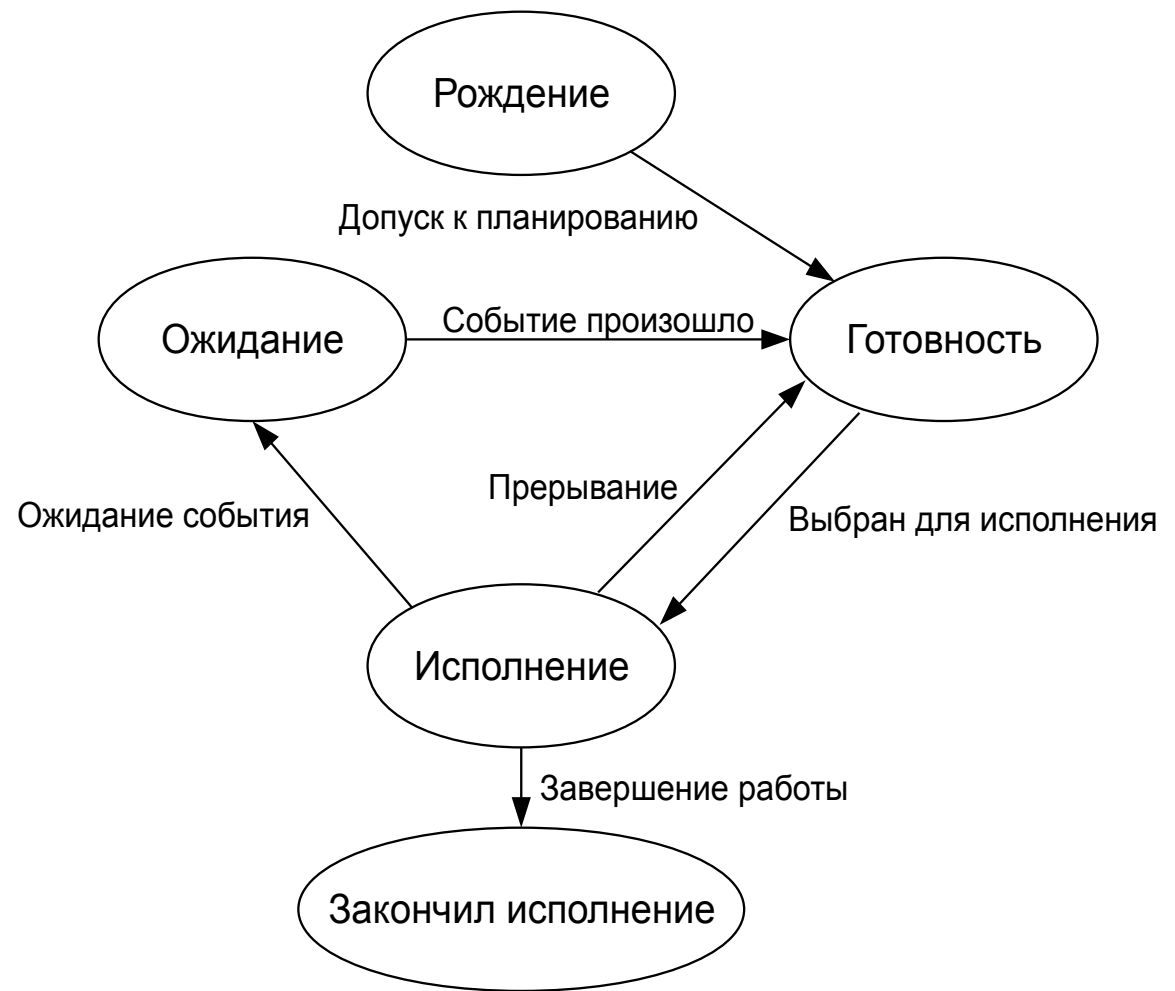 Рождение
Допуск к планированию
Ожидание
Событие произошло
Готовность
Прерывание
Ожидание события
Выбран для исполнения
Исполнение
Завершение работы
Закончил исполнение